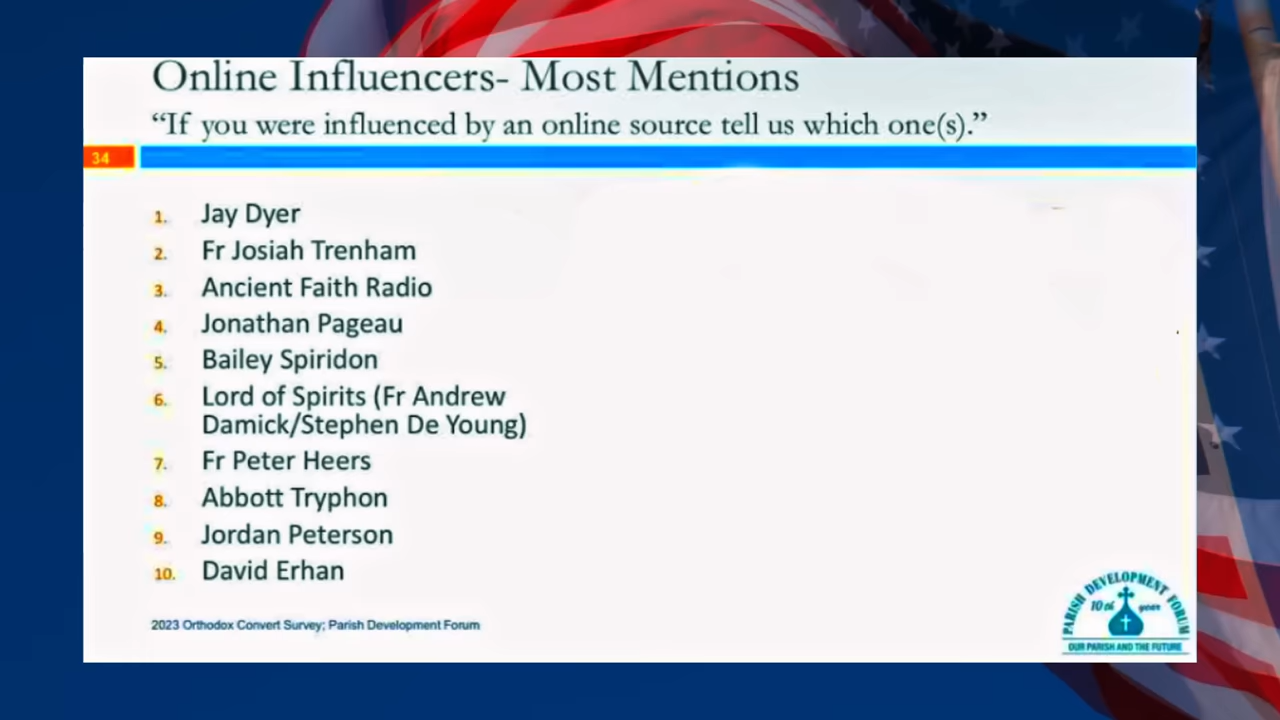 Online Influencers- Most Mentions
“If you were influenced by an online source tell us which one(s).”
34
1. Jay Dyer
2. Fr Josiah Trenham
3. Ancient Faith Radio
4. Jonathan Pageau
5. Bailey Spiridon
6. Lord of Spirits (Fr Andrew
Damick/Stephen De Young)
7. Fr Peter Heers
8. Abbott Tryphon
9. Jordan Peterson
10. David Erhan
2023 Orthodox Convert Survey; Parish Development Forum
PARISH DEVELOPMENT FORUM
10th year
OUR PARISH AND THE FUTURE